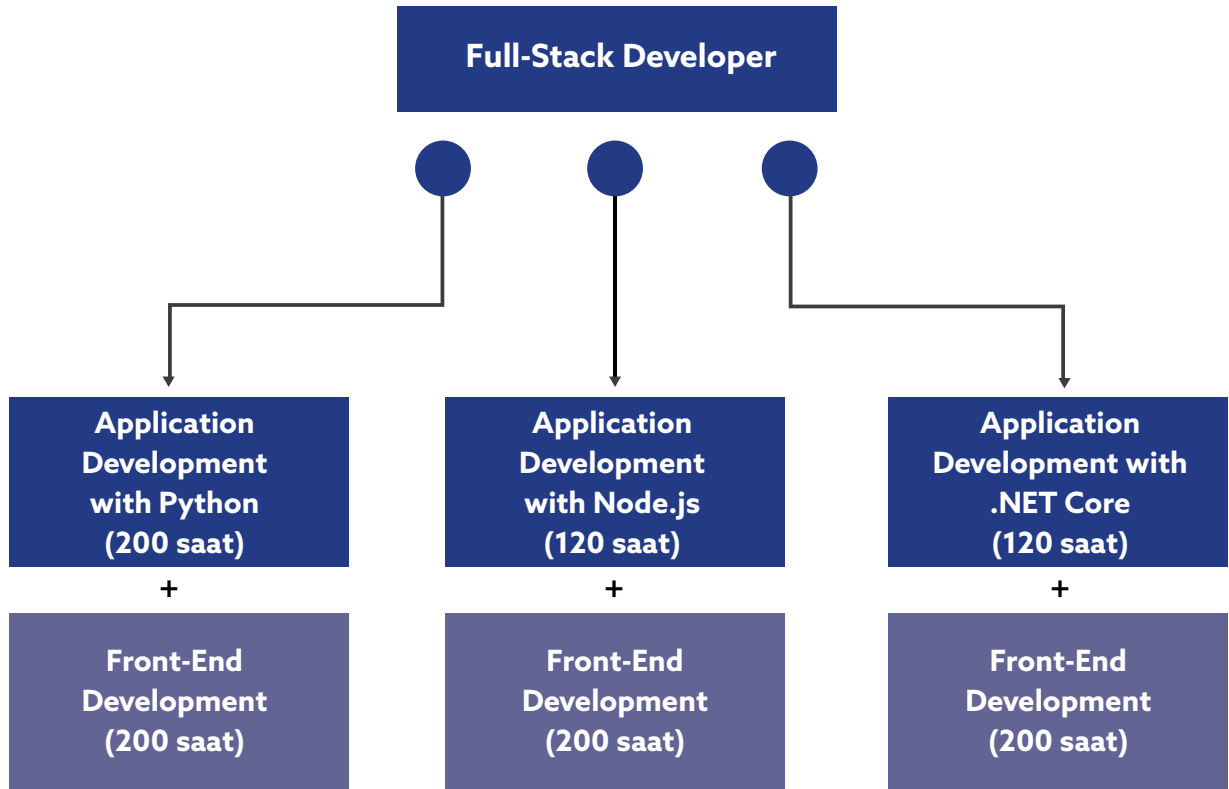 Full-Stack Developer
Application
Development
with Python
(200 saat)
+
Front-End
Development
(200 saat)
Application
Development
with Node.js
(120 saat)
+
Front-End
Development
(200 saat)
Application
Development with
.NET Core
(120 saat)
+
Front-End
Development
(200 saat)